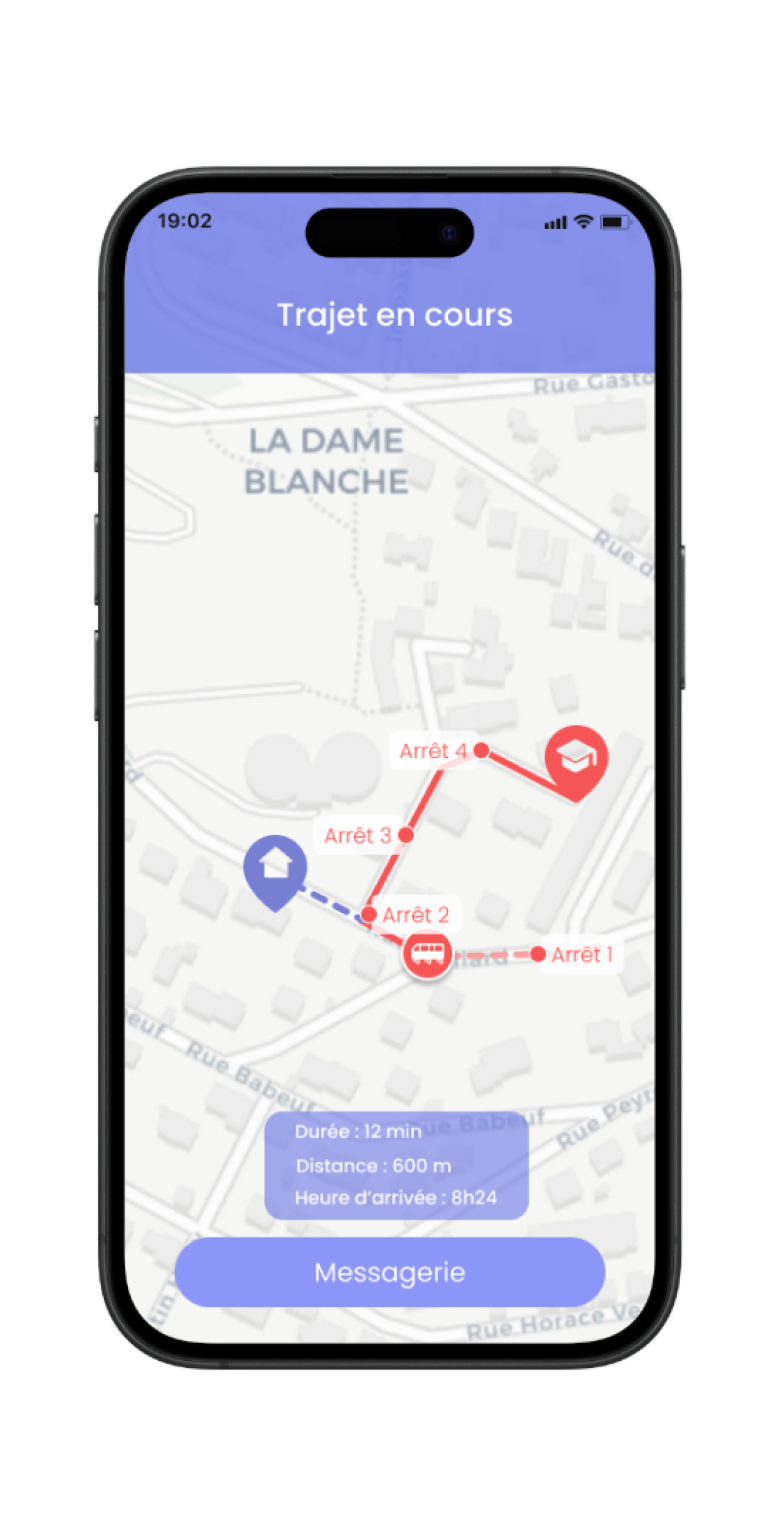 19:02
Trajet en cours
Rue Gasto
LA DAME
BLANCHE
Rue d
Arrêt 4
Arrêt 3
Arrêt 2
Arrêt 1
euf
Rue Babeuf
Durée : 12 min
Rue Babeuf
Rue Peyr
Distance : 600 m
Heure d’arrivée : 8h24
Messagerie
Rue Horace Ve